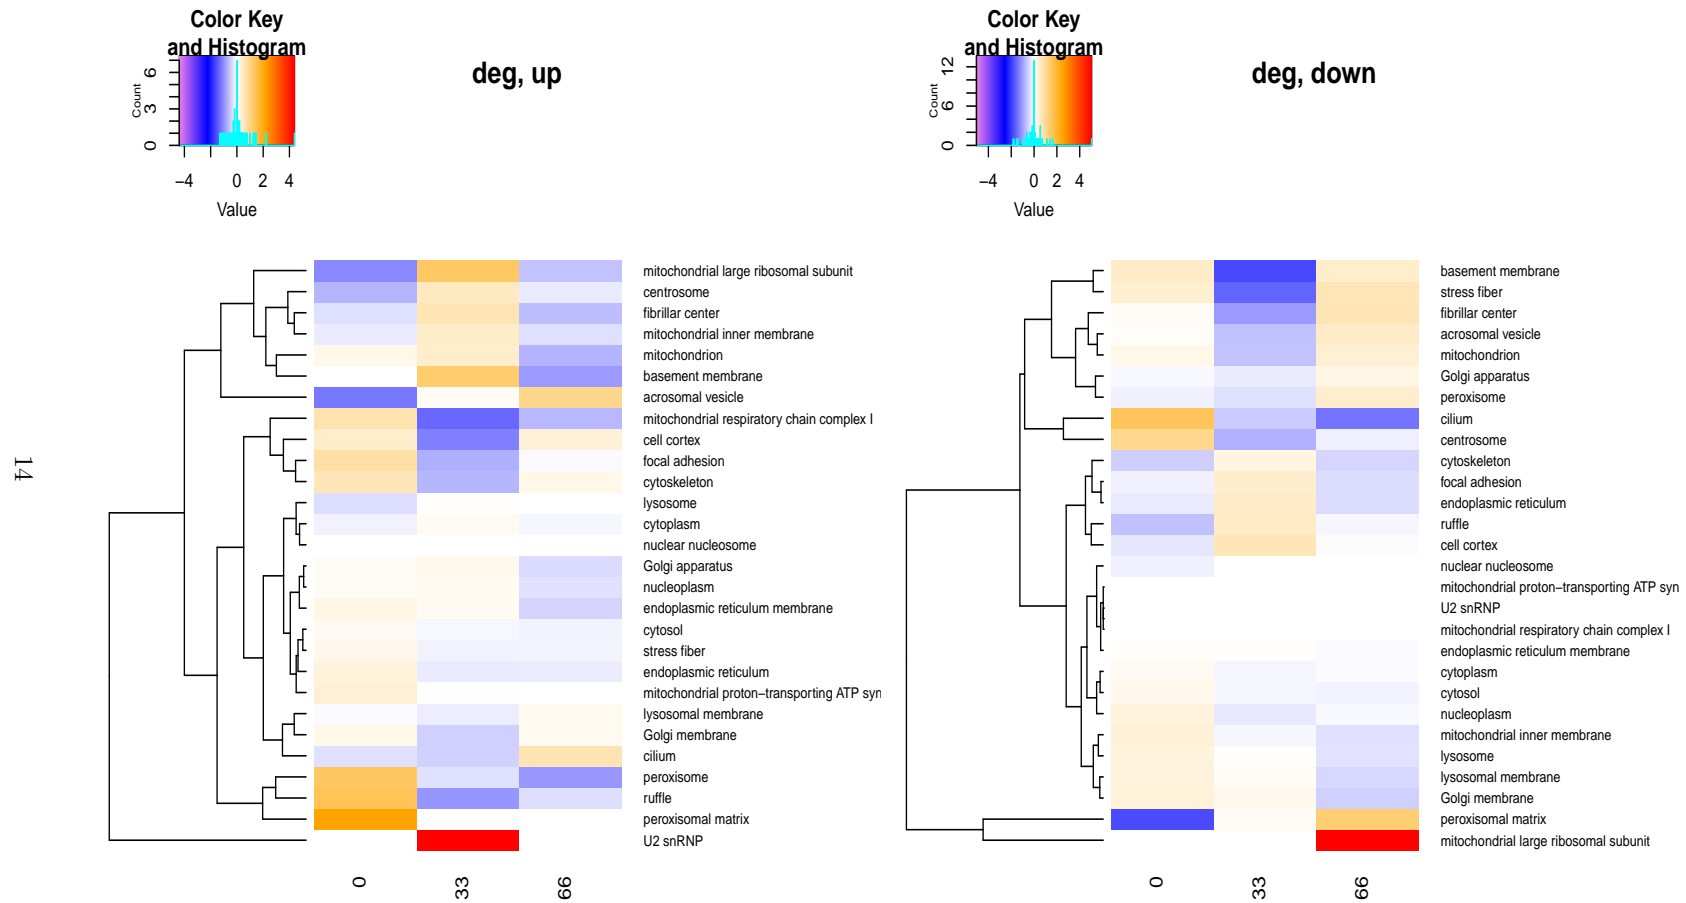 Color Key
and Histogram
Count
0 3 6
−4 0 2 4
Value
deg, up
mitochondrial large ribosomal subunit
centrosome
fibrillar center
mitochondrial inner membrane
mitochondrion
basement membrane
acrosomal vesicle
mitochondrial respiratory chain complex I
cell cortex
focal adhesion
cytoskeleton
lysosome
cytoplasm
nuclear nucleosome
Golgi apparatus
nucleoplasm
endoplasmic reticulum membrane
cytosol
stress fiber
endoplasmic reticulum
mitochondrial proton−transporting ATP syn
lysosomal membrane
Golgi membrane
cilium
peroxisome
ruffle
peroxisomal matrix
U2 snRNP
0 33 66
Color Key
and Histogram
Count
0 6 12
−4 0 2 4
Value
deg, down
basement membrane
stress fiber
fibrillar center
acrosomal vesicle
mitochondrion
Golgi apparatus
peroxisome
cilium
centrosome
cytoskeleton
focal adhesion
endoplasmic reticulum
ruffle
cell cortex
nuclear nucleosome
mitochondrial proton−transporting ATP syn
U2 snRNP
mitochondrial respiratory chain complex I
endoplasmic reticulum membrane
cytoplasm
cytosol
nucleoplasm
mitochondrial inner membrane
lysosome
lysosomal membrane
Golgi membrane
peroxisomal matrix
mitochondrial large ribosomal subunit
0 33 66
14